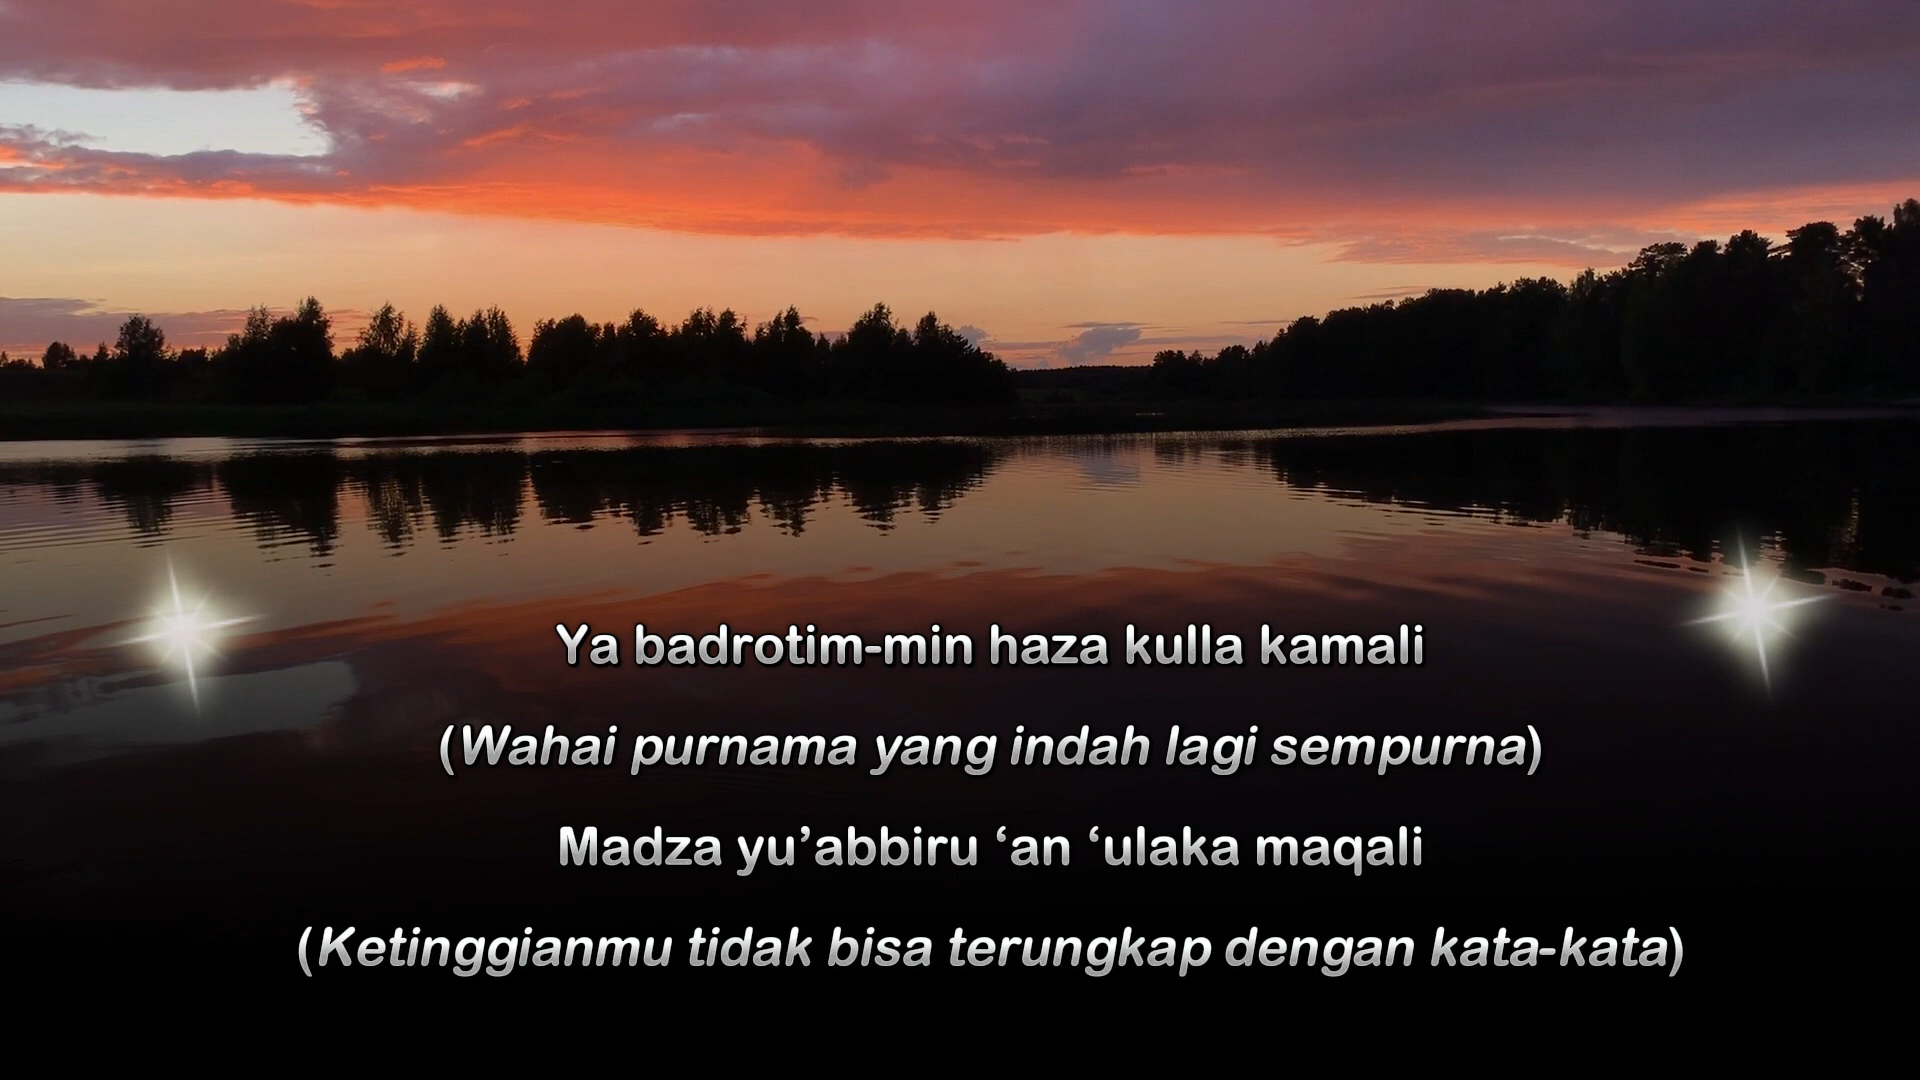 Ya badrotim-min haza kulla kamali
(Wahai purnama yang indah lagi sempurna)
Madza yu’abbiru ‘an ‘ulaka maqali
(Ketinggianmu tidak bisa terungkap dengan kata-kata)